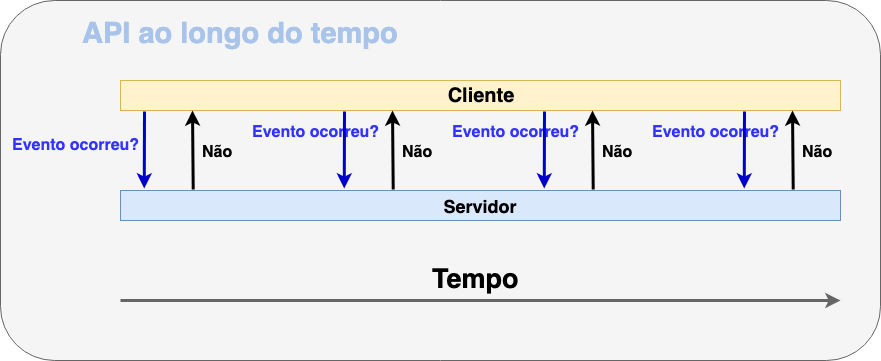 API ao longo do tempo
Cliente
Evento ocorreu?
Não
Evento ocorreu?
Não
Evento ocorreu?
Não
Evento ocorreu?
Não
Servidor
Tempo